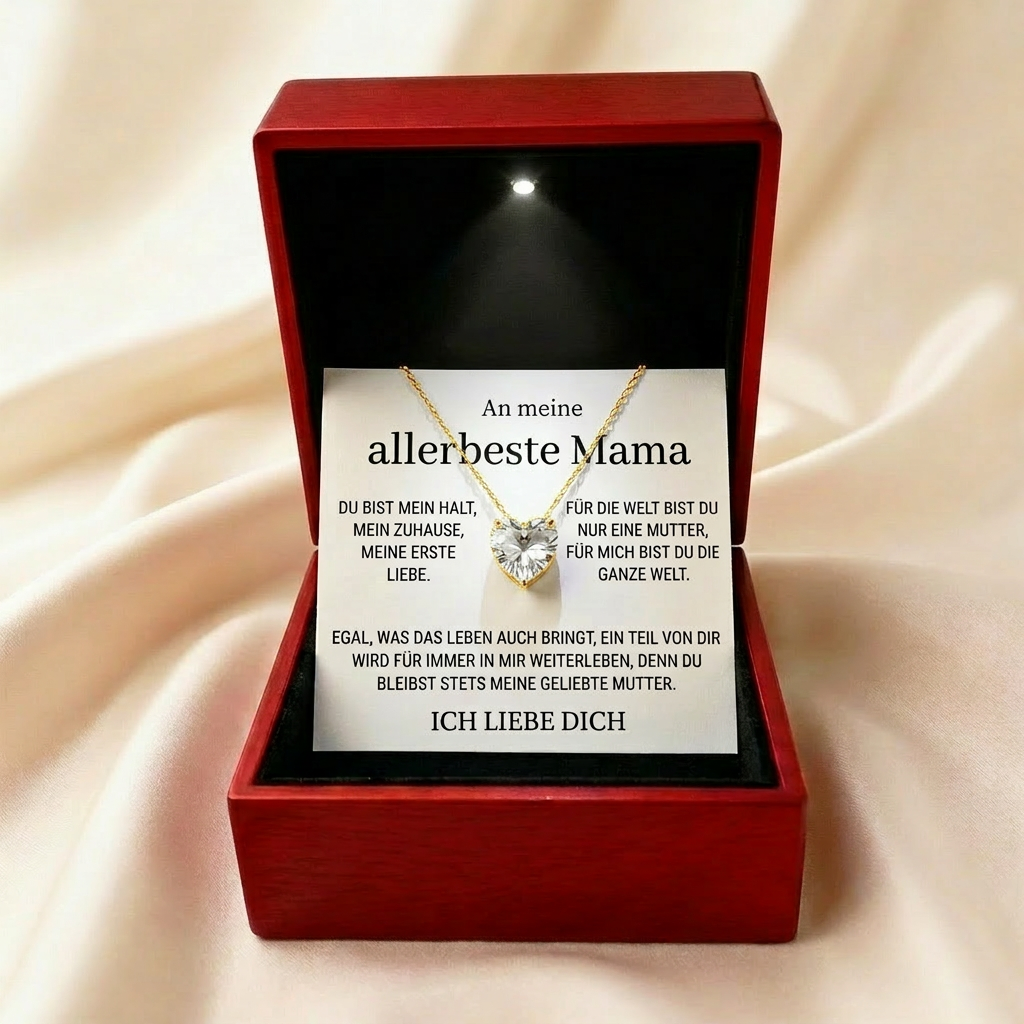 An meine
allerbeste Mama
DU BIST MEIN HALT,
MEIN ZUHAUSE,
MEINE ERSTE
LIEBE.
FÜR DIE WELT BIST DU
NUR EINE MUTTER,
FÜR MICH BIST DU DIE
GANZE WELT.
EGAL, WAS DAS LEBEN AUCH BRINGT, EIN TEIL VON DIR
WIRD FÜR IMMER IN MIR WEITERLEBEN, DENN DU
BLEIBST STETS MEINE GELIEBTE MUTTER.
ICH LIEBE DICH